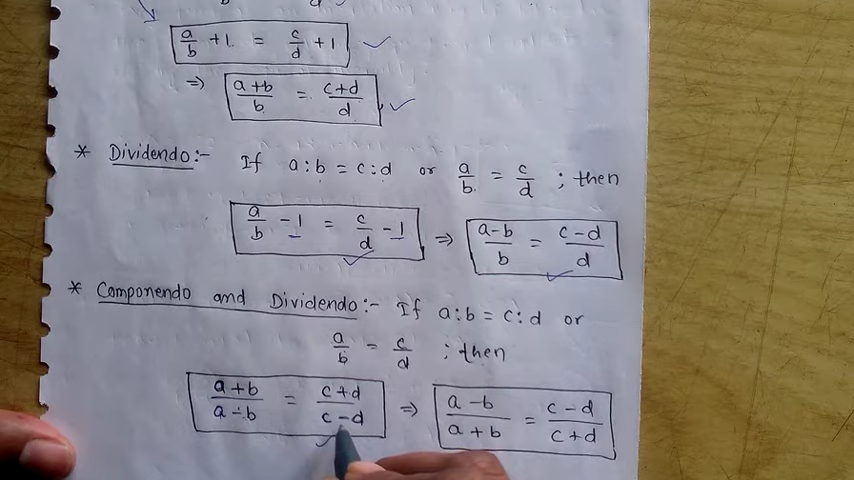 a/b + 1 = c/d + 1
⇒ (a+b)/b = (c+d)/d
* Dividendo:- If a:b = c:d or a/b = c/d ; then
a/b - 1 = c/d - 1 ⇒ (a-b)/b = (c-d)/d
* Componendo and Dividendo:- If a:b = c:d or
a/b = c/d ; then
(a+b)/(a-b) = (c+d)/(c-d) ⇒ (a-b)/(a+b) = (c-d)/(c+d)